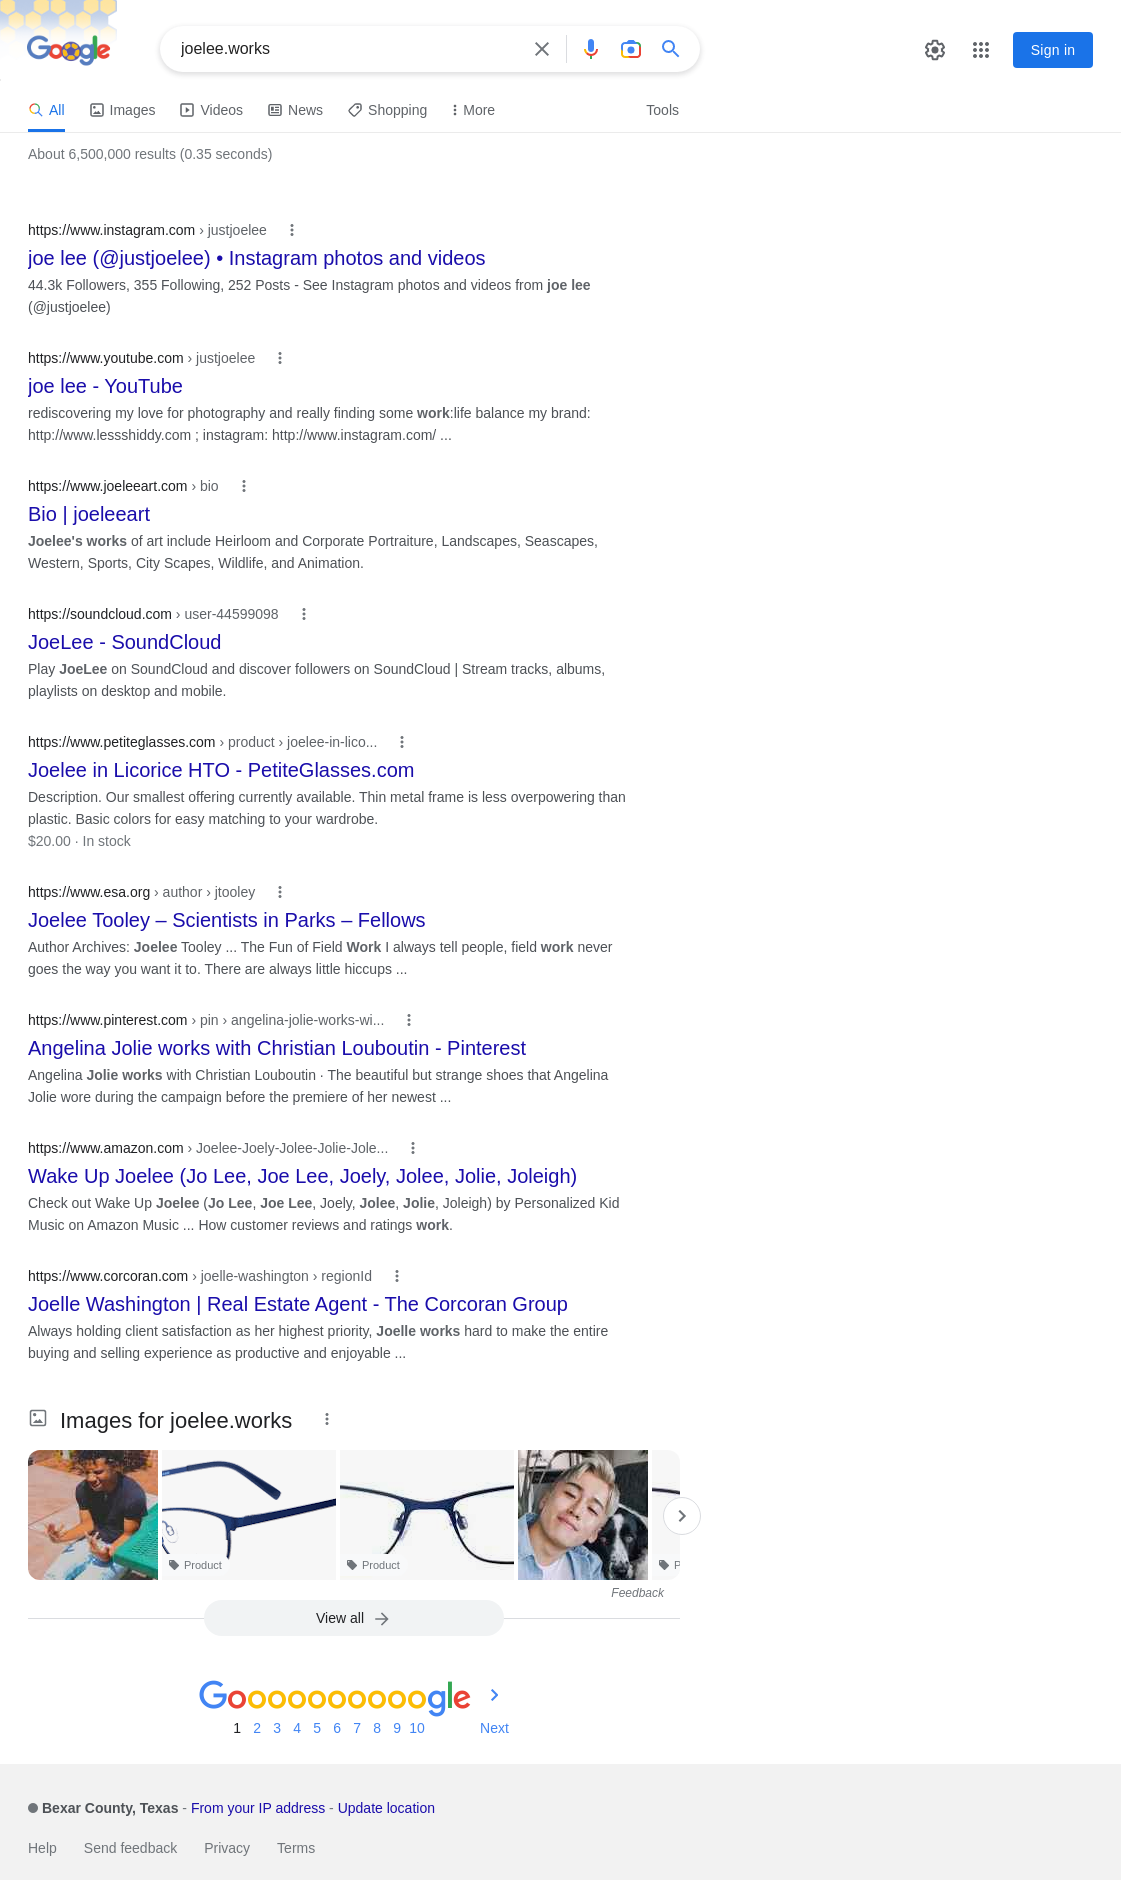 Google
joelee.works
Sign in
All Images Videos News Shopping More Tools
About 6,500,000 results (0.35 seconds)
https://www.instagram.com › justjoelee
joe lee (@justjoelee) • Instagram photos and videos
44.3k Followers, 355 Following, 252 Posts - See Instagram photos and videos from joe lee
(@justjoelee)
https://www.youtube.com › justjoelee
joe lee - YouTube
rediscovering my love for photography and really finding some work:life balance my brand:
http://www.lessshiddy.com ; instagram: http://www.instagram.com/ ...
https://www.joeleeart.com › bio
Bio | joeleeart
Joelee's works of art include Heirloom and Corporate Portraiture, Landscapes, Seascapes,
Western, Sports, City Scapes, Wildlife, and Animation.
https://soundcloud.com › user-44599098
JoeLee - SoundCloud
Play JoeLee on SoundCloud and discover followers on SoundCloud | Stream tracks, albums,
playlists on desktop and mobile.
https://www.petiteglasses.com › product › joelee-in-lico...
Joelee in Licorice HTO - PetiteGlasses.com
Description. Our smallest offering currently available. Thin metal frame is less overpowering than
plastic. Basic colors for easy matching to your wardrobe.
$20.00 · In stock
https://www.esa.org › author › jtooley
Joelee Tooley – Scientists in Parks – Fellows
Author Archives: Joelee Tooley ... The Fun of Field Work I always tell people, field work never
goes the way you want it to. There are always little hiccups ...
https://www.pinterest.com › pin › angelina-jolie-works-wi...
Angelina Jolie works with Christian Louboutin - Pinterest
Angelina Jolie works with Christian Louboutin · The beautiful but strange shoes that Angelina
Jolie wore during the campaign before the premiere of her newest ...
https://www.amazon.com › Joelee-Joely-Jolee-Jolie-Jole...
Wake Up Joelee (Jo Lee, Joe Lee, Joely, Jolee, Jolie, Joleigh)
Check out Wake Up Joelee (Jo Lee, Joe Lee, Joely, Jolee, Jolie, Joleigh) by Personalized Kid
Music on Amazon Music ... How customer reviews and ratings work.
https://www.corcoran.com › joelle-washington › regionId
Joelle Washington | Real Estate Agent - The Corcoran Group
Always holding client satisfaction as her highest priority, Joelle works hard to make the entire
buying and selling experience as productive and enjoyable ...
Images for joelee.works
Product Product P
Feedback
View all
Goooooooooogle
1 2 3 4 5 6 7 8 9 10 Next
Bexar County, Texas - From your IP address - Update location
Help Send feedback Privacy Terms